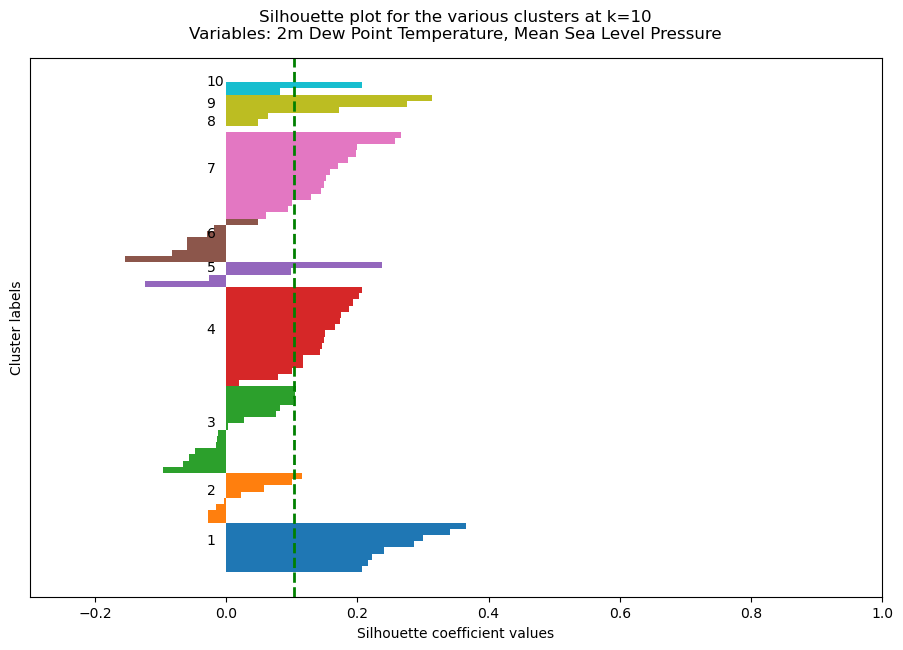 Silhouette plot for the various clusters at k=10
Variables: 2m Dew Point Temperature, Mean Sea Level Pressure
Cluster labels
10
9
8
7
6
5
4
3
2
1
−0.2 0.0 0.2 0.4 0.6 0.8 1.0
Silhouette coefficient values